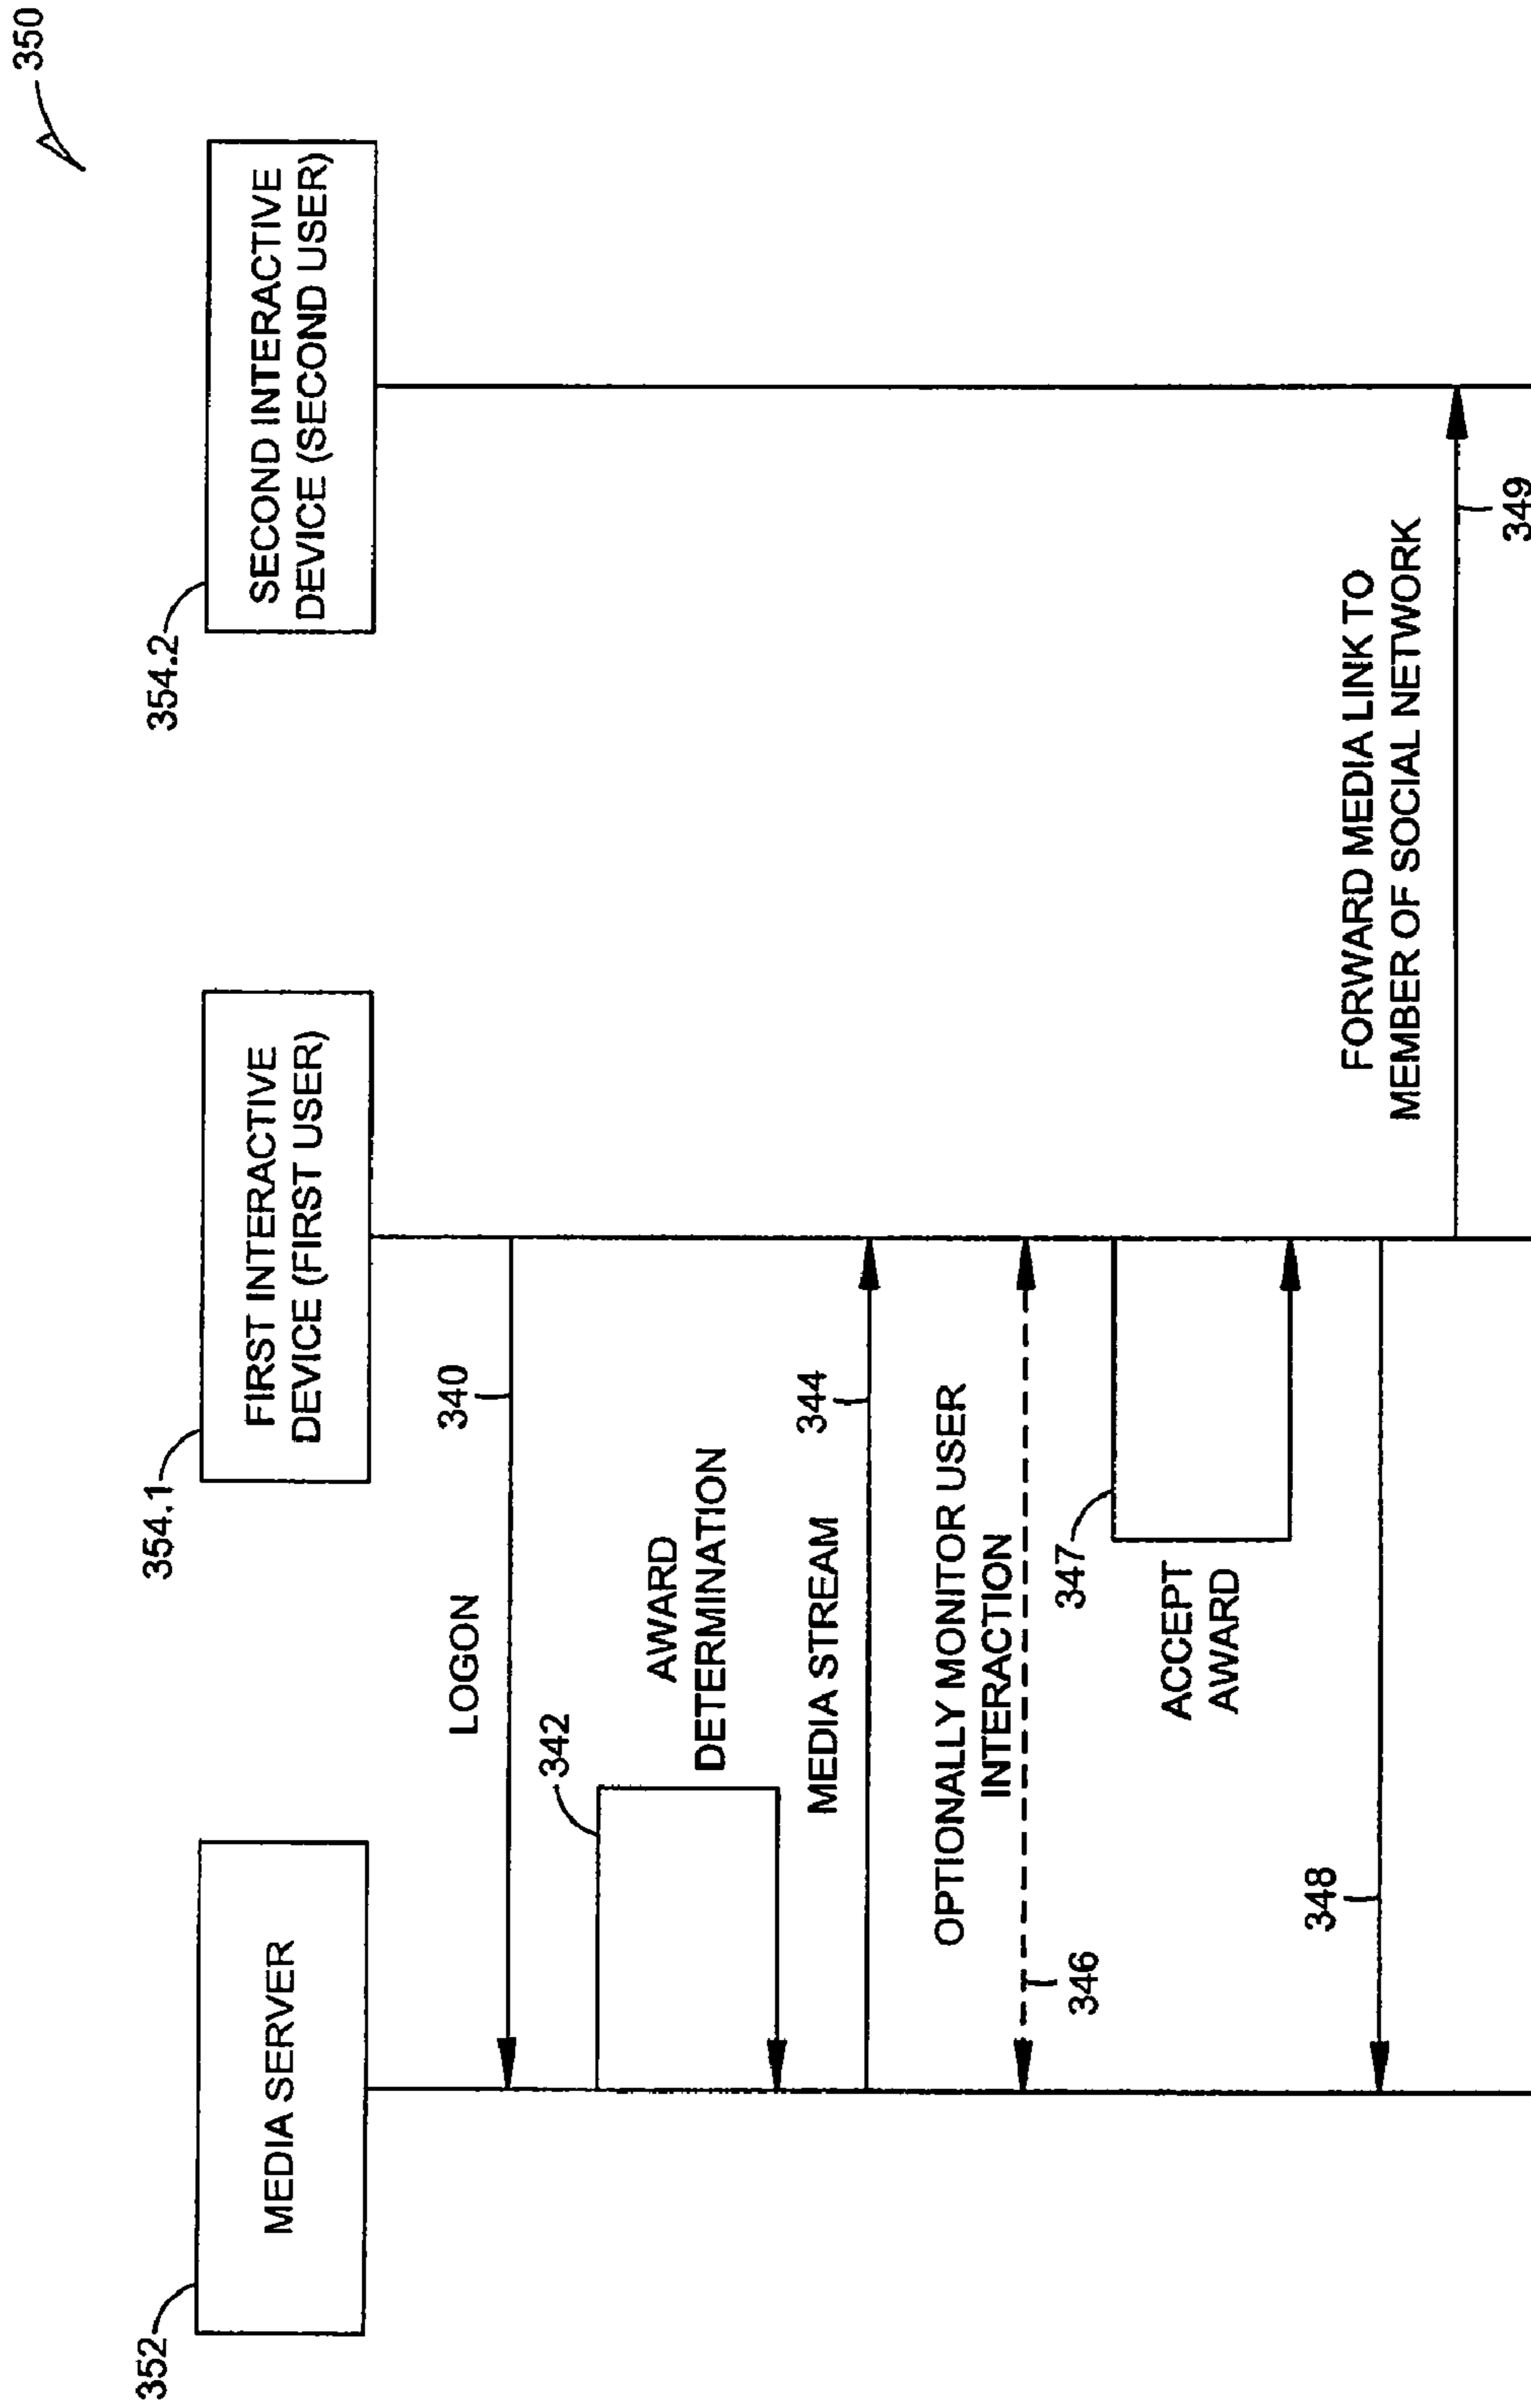 350
352
MEDIA SERVER
354.1
FIRST INTERACTIVE
DEVICE (FIRST USER)
354.2
SECOND INTERACTIVE
DEVICE (SECOND USER)
LOGON
340
342
AWARD
DETERMINATION
MEDIA STREAM
344
OPTIONALLY MONITOR USER
INTERACTION
346
347
ACCEPT
AWARD
348
FORWARD MEDIA LINK TO
MEMBER OF SOCIAL NETWORK
349